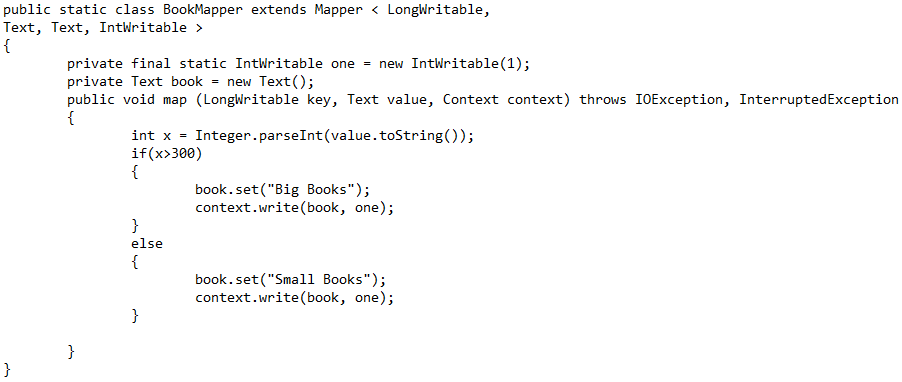 public static class BookMapper extends Mapper < LongWritable,
Text, Text, IntWritable >
{
private final static IntWritable one = new IntWritable(1);
private Text book = new Text();
public void map (LongWritable key, Text value, Context context) throws IOException, InterruptedException
{
int x = Integer.parseInt(value.toString());
if(x>300)
{
book.set("Big Books");
context.write(book, one);
}
else
{
book.set("Small Books");
context.write(book, one);
}
}
}